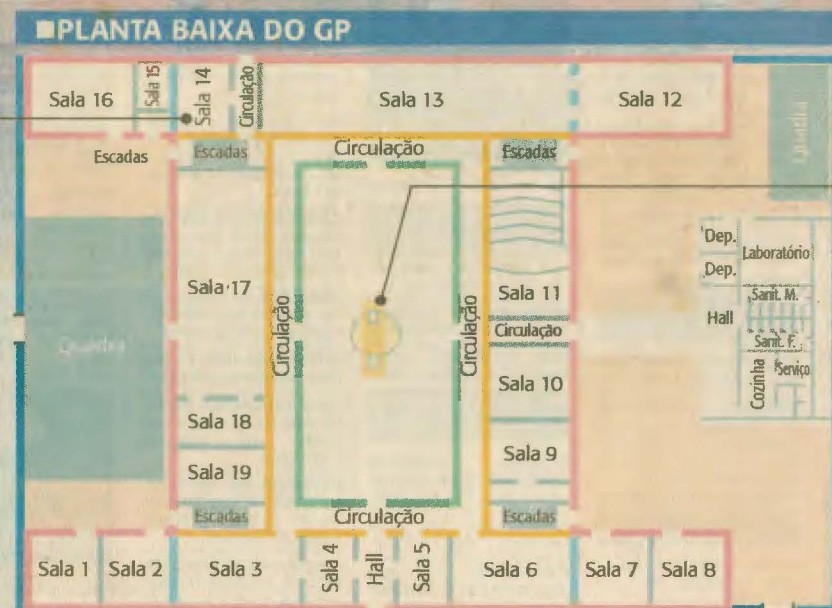 ■PLANTA BAIXA DO GP
Sala 16
Sala 15
Sala 14
Circulação
Sala 13
Sala 12
Escadas
Escadas
Circulação
Escadas
Quadra
Sala 17
Circulação
Circulação
Sala 11
Circulação
Quadra
Sala 10
Sala 18
Sala 9
Sala 19
Escadas
Circulação
Escadas
Dep.
Laboratório
Dep.
Sanit. M.
Hall
Sanit. F.
Cozinha
Serviço
Sala 1
Sala 2
Sala 3
Sala 4
Hall
Sala 5
Sala 6
Sala 7
Sala 8